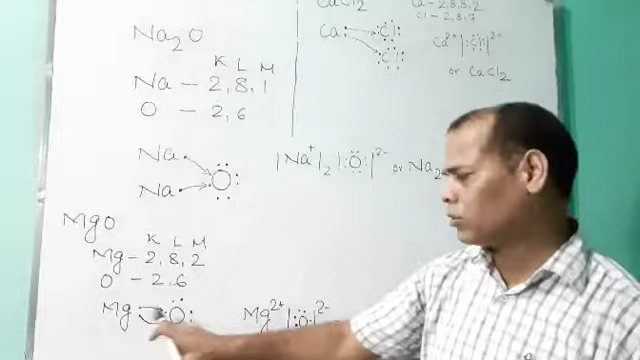 Na₂O
K L M
Na — 2, 8, 1
O — 2, 6
Na
Na O
|Na⁺|₂ |:O:|²⁻ or Na₂
MgO
K L M
Mg — 2, 8, 2
O — 2, 6
Mg O:
Mg²⁺ |:O:|²⁻
CaCl₂
Ca — 2, 8, 8, 2
Cl — 2, 8, 7
Ca: :Cl:
:Cl:
Ca²⁺ |:Cl:|
or CaCl₂